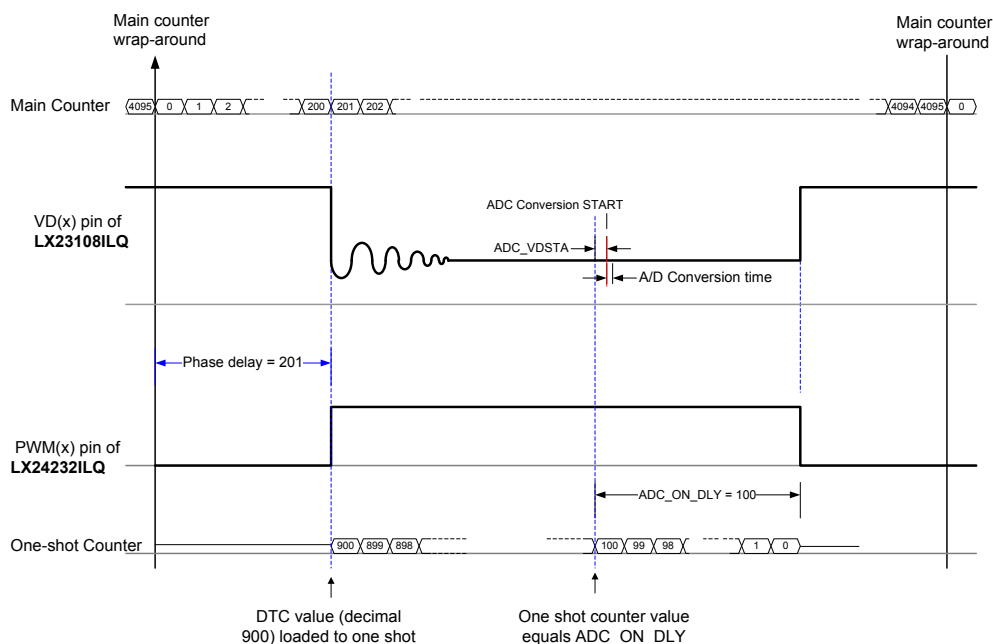 Main counter
wrap-around
Main counter
wrap-around
Main Counter
4095 0 1 2 200 201 202 4094 4095 0
VD(x) pin of
LX23108ILQ
ADC Conversion START
ADC_VDSTA
A/D Conversion time
Phase delay = 201
PWM(x) pin of
LX24232ILQ
ADC_ON_DLY = 100
One-shot Counter
900 899 898 100 99 98 1 0
DTC value (decimal
900) loaded to one shot
One shot counter value
equals ADC_ON_DLY